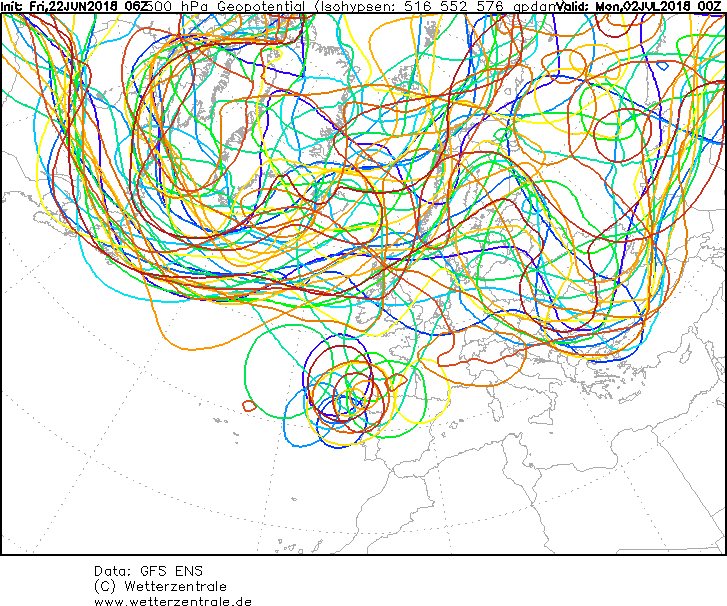 Init: Fri,22JUN2018 06Z 500 hPa Geopotential (Isohypsen: 516 552 576 gpdam) Valid: Mon,02JUL2018 00Z
Data: GFS ENS
(C) Wetterzentrale
www.wetterzentrale.de